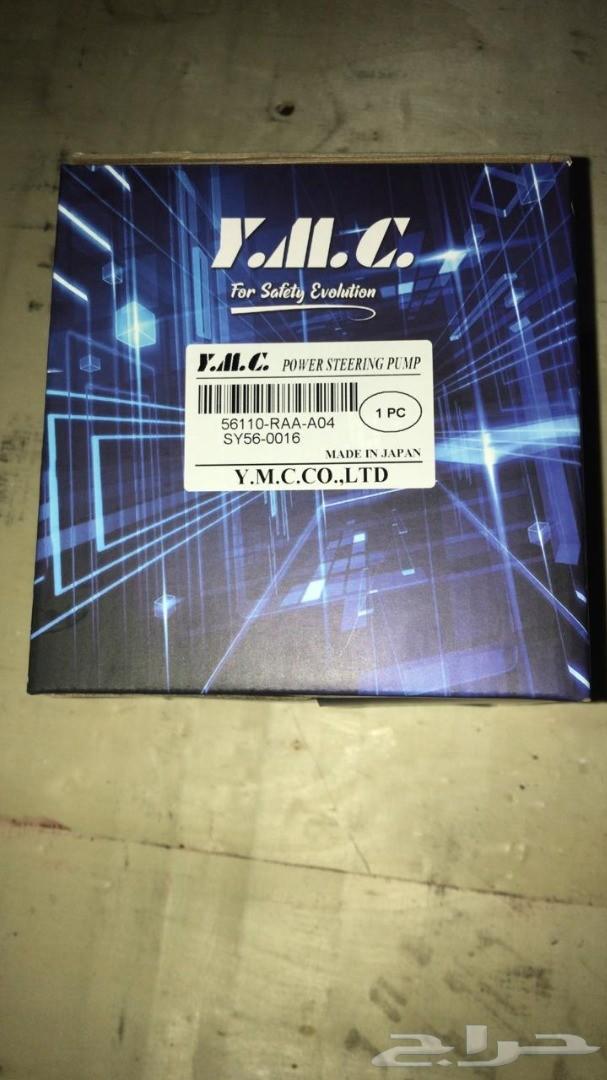 Y.M.C.
For Safety Evolution
Y.M.C. POWER STEERING PUMP
56110-RAA-A04
1 PC
SY56-0016
MADE IN JAPAN
Y.M.C.CO.,LTD
حراج